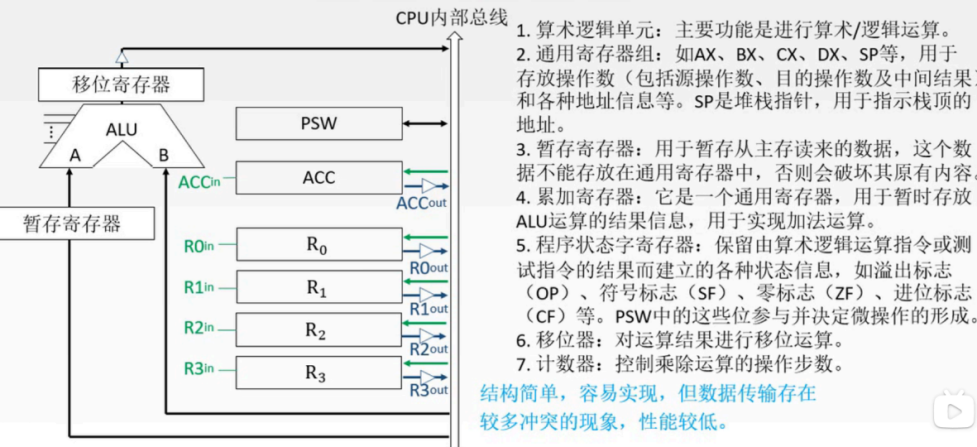 CPU内部总线
移位寄存器
ALU
A
B
暂存寄存器
PSW
ACCin
ACC
ACCout
R0in
R0
R0out
R1in
R1
R1out
R2in
R2
R2out
R3in
R3
R3out
1. 算术逻辑单元：主要功能是进行算术/逻辑运算。
2. 通用寄存器组：如AX、BX、CX、DX、SP等，用于
存放操作数（包括源操作数、目的操作数及中间结果）
和各种地址信息等。SP是堆栈指针，用于指示栈顶的
地址。
3. 暂存寄存器：用于暂存从主存读来的数据，这个数
据不能存放在通用寄存器中，否则会破坏其原有内容。
4. 累加寄存器：它是一个通用寄存器，用于暂时存放
ALU运算的结果信息，用于实现加法运算。
5. 程序状态字寄存器：保留由算术逻辑运算指令或测
试指令的结果而建立的各种状态信息，如溢出标志
（OP）、符号标志（SF）、零标志（ZF）、进位标志
（CF）等。PSW中的这些位参与并决定微操作的形成。
6. 移位器：对运算结果进行移位运算。
7. 计数器：控制乘除运算的操作步数。
结构简单，容易实现，但数据传输存在
较多冲突的现象，性能较低。